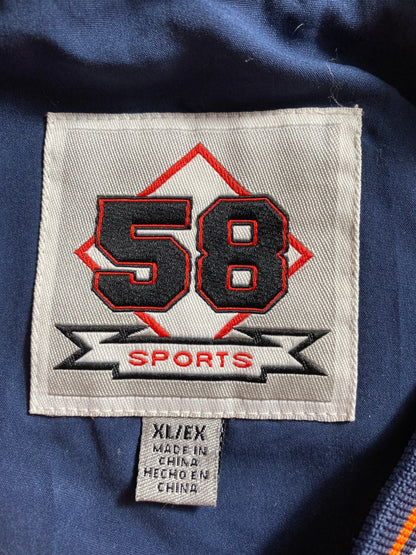 58
SPORTS
XL/EX
MADE IN
CHINA
HECHO EN
CHINA